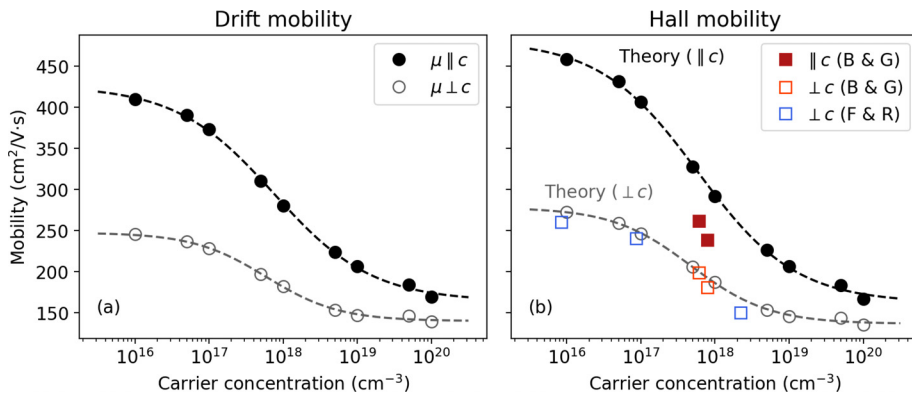 Drift mobility
Mobility (cm²/V·s)
450
400
350
300
250
200
150
μ ∥ c
μ ⊥ c
(a)
10¹⁶ 10¹⁷ 10¹⁸ 10¹⁹ 10²⁰
Carrier concentration (cm⁻³)
Hall mobility
Theory (∥ c)
∥ c (B & G)
⊥ c (B & G)
⊥ c (F & R)
Theory (⊥ c)
(b)
10¹⁶ 10¹⁷ 10¹⁸ 10¹⁹ 10²⁰
Carrier concentration (cm⁻³)